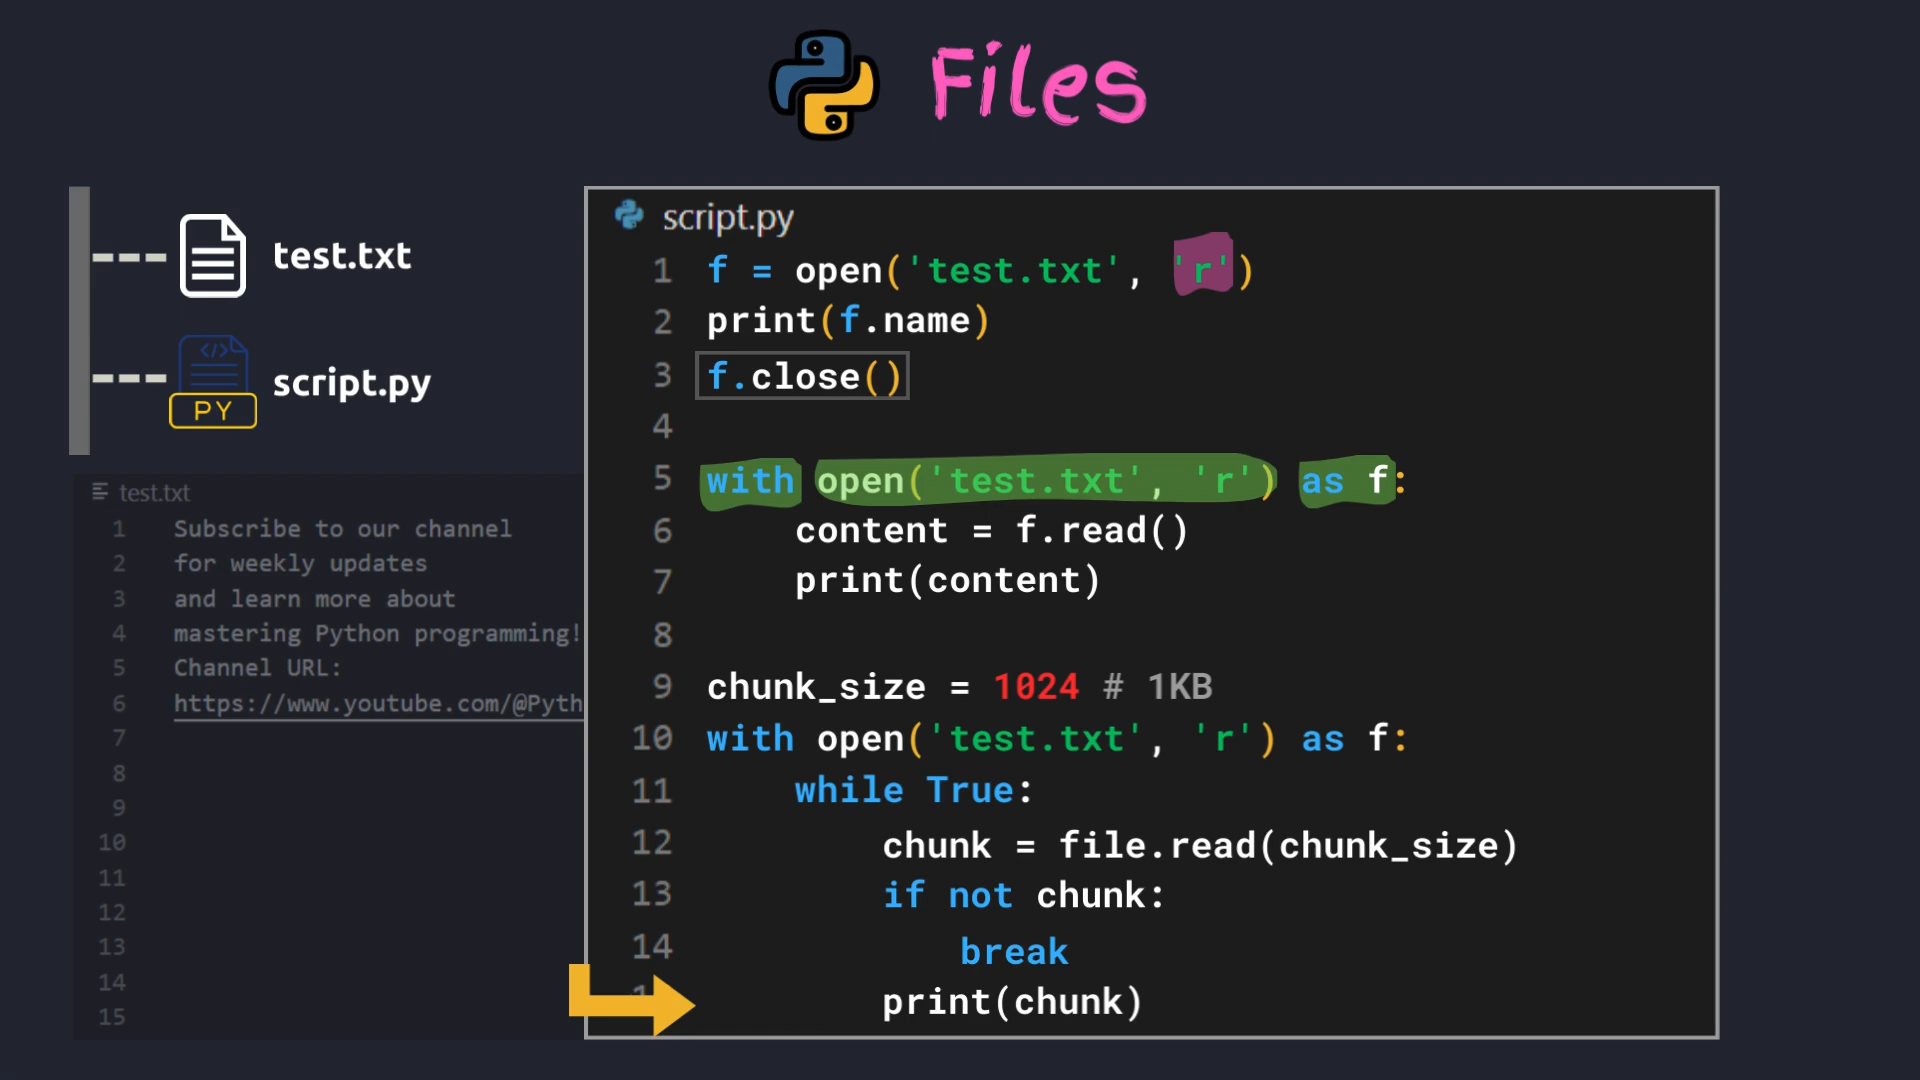 Files
test.txt
script.py
PY
</>
test.txt
1 Subscribe to our channel
2 for weekly updates
3 and learn more about
4 mastering Python programming!
5 Channel URL:
6 https://www.youtube.com/@Pyth
7
8
9
10
11
12
13
14
15
script.py
1 f = open('test.txt', 'r')
2 print(f.name)
3 f.close()
4
5 with open('test.txt', 'r') as f:
6     content = f.read()
7     print(content)
8
9 chunk_size = 1024 # 1KB
10 with open('test.txt', 'r') as f:
11     while True:
12         chunk = file.read(chunk_size)
13         if not chunk:
14             break
        print(chunk)